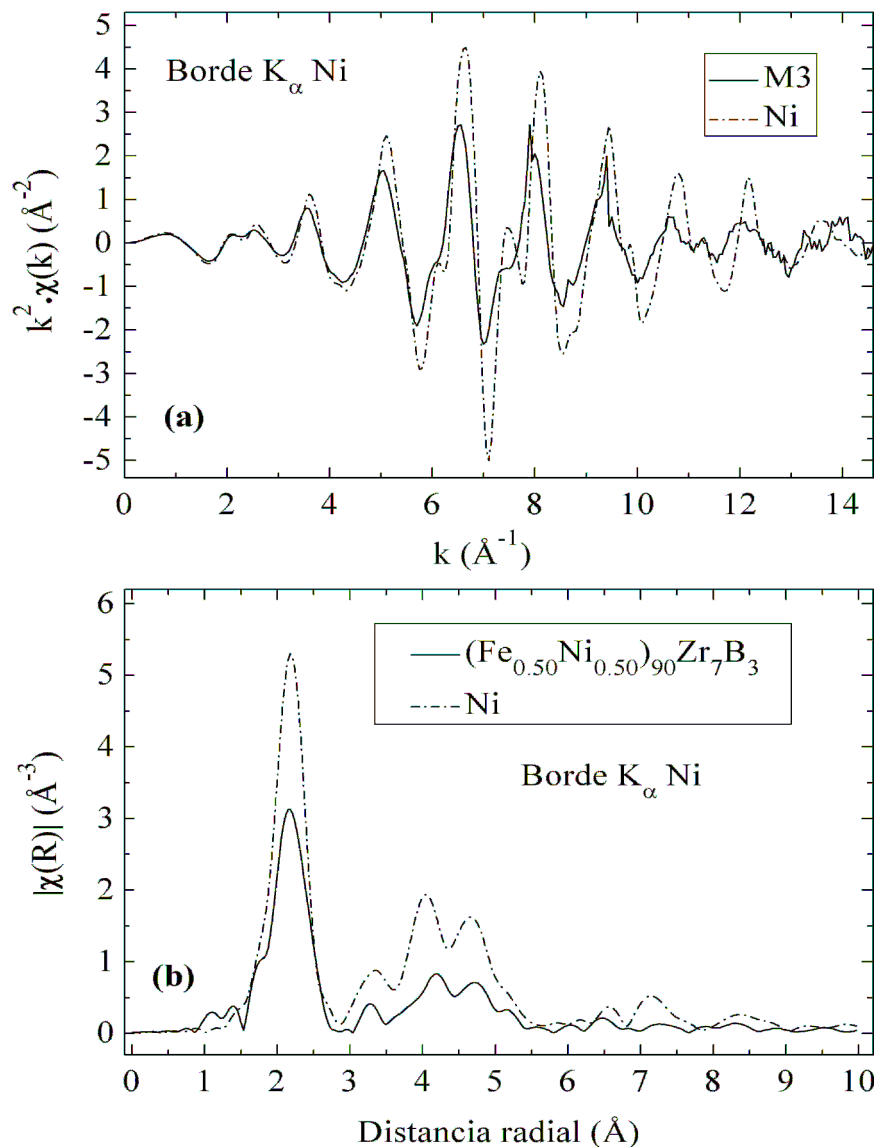 5
4
3
2
1
0
-1
-2
-3
-4
-5
k².χ(k) (Å⁻²)
Borde Kα Ni
M3
Ni
(a)
0 2 4 6 8 10 12 14
k (Å⁻¹)
6
5
4
3
2
1
0
|χ(R)| (Å⁻³)
(Fe₀.₅₀Ni₀.₅₀)₉₀Zr₇B₃
Ni
Borde Kα Ni
(b)
0 1 2 3 4 5 6 7 8 9 10
Distancia radial (Å)